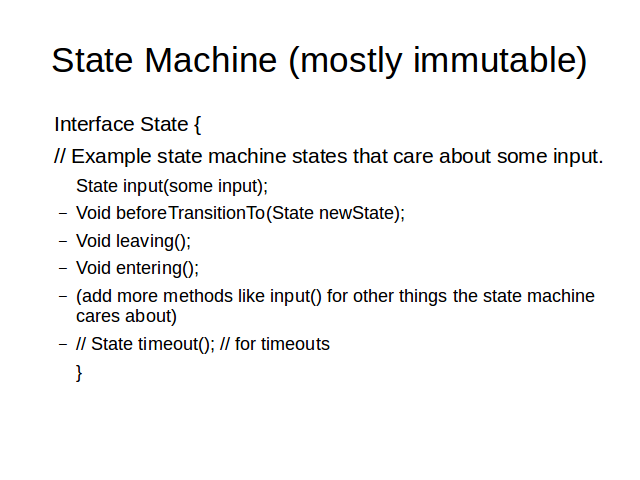 State Machine (mostly immutable)
Interface State {
// Example state machine states that care about some input.
State input(some input);
– Void beforeTransitionTo(State newState);
– Void leaving();
– Void entering();
– (add more methods like input() for other things the state machine
cares about)
– // State timeout(); // for timeouts
}